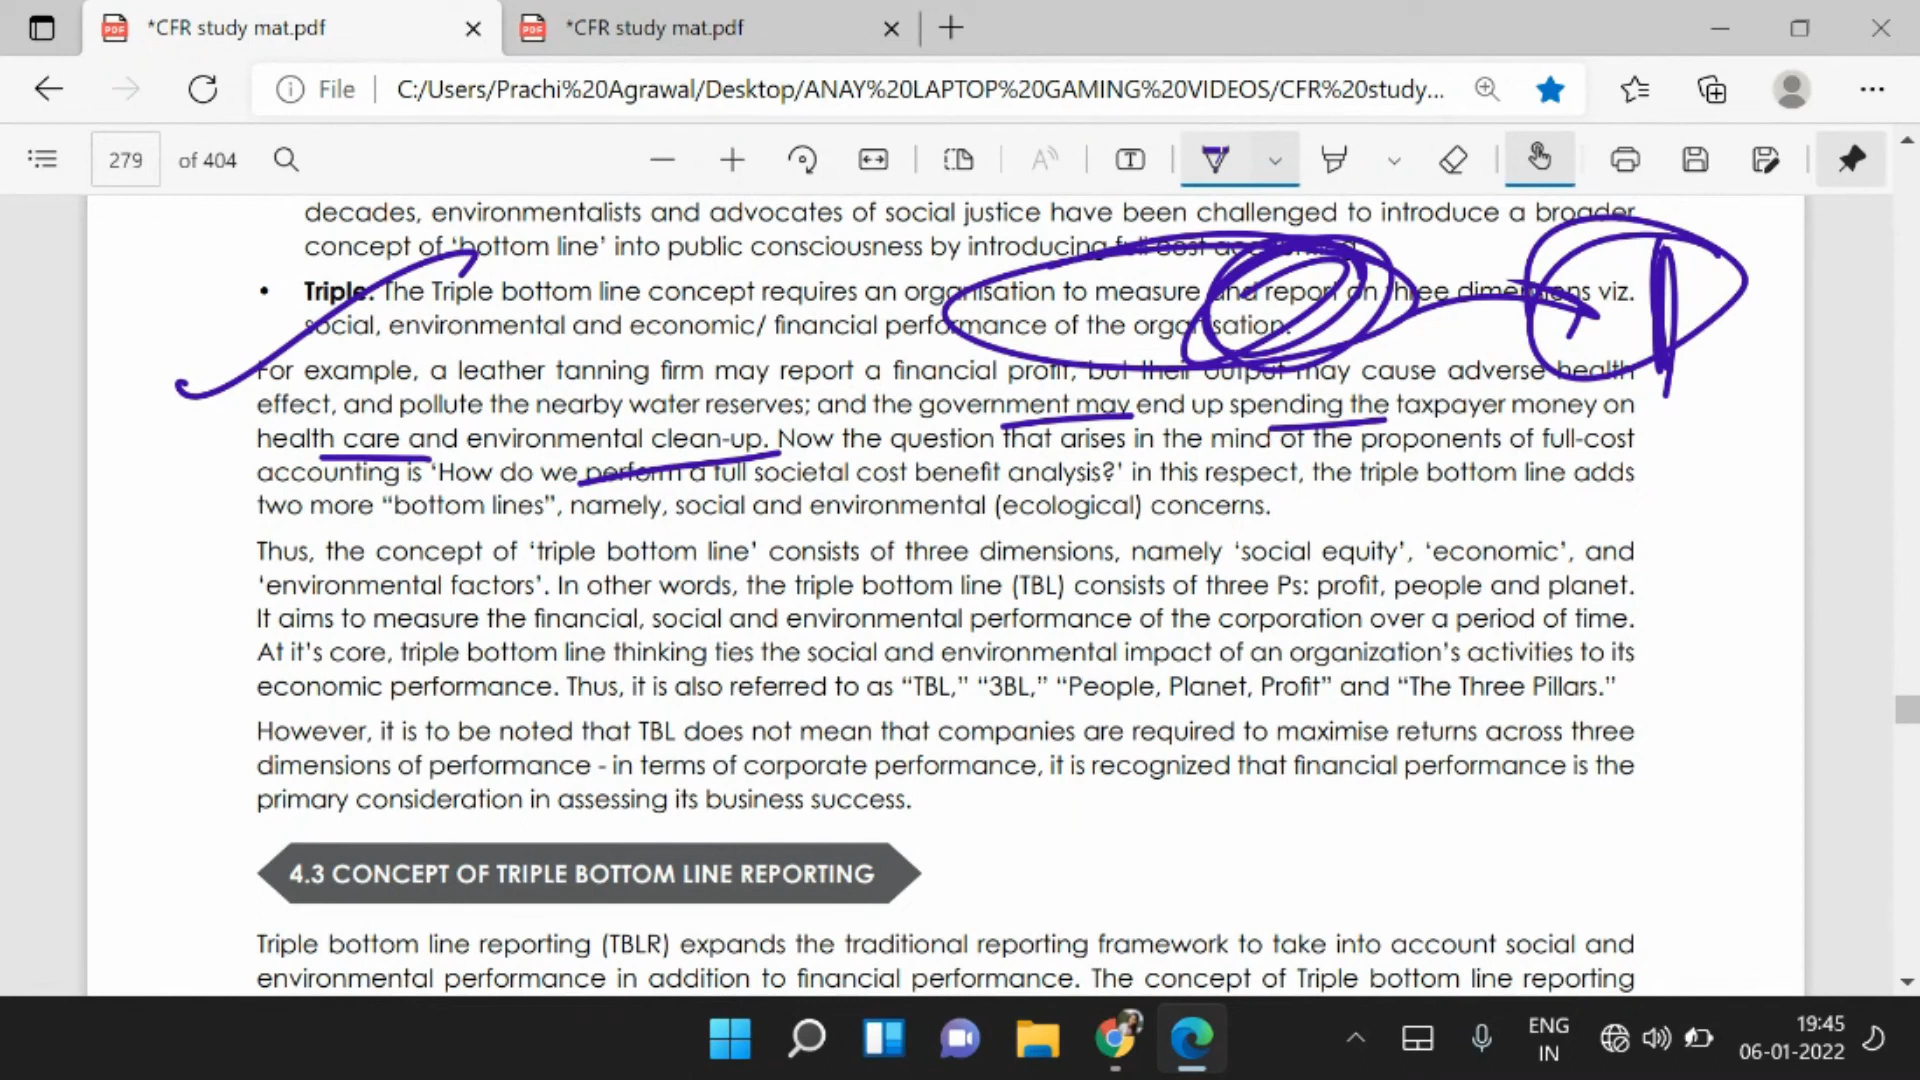 *CFR study mat.pdf
*CFR study mat.pdf
File C:/Users/Prachi%20Agrawal/Desktop/ANAY%20LAPTOP%20GAMING%20VIDEOS/CFR%20study...
279 of 404
decades, environmentalists and advocates of social justice have been challenged to introduce a broader
concept of ‘bottom line’ into public consciousness by introducing full cost
• Triple. The Triple bottom line concept requires an organisation to measure and report on three dimensions viz.
social, environmental and economic/ financial performance of the organisation.
For example, a leather tanning firm may report a financial profit, but their output may cause adverse health
effect, and pollute the nearby water reserves; and the government may end up spending the taxpayer money on
health care and environmental clean-up. Now the question that arises in the mind of the proponents of full-cost
accounting is ‘How do we perform a full societal cost benefit analysis?’ in this respect, the triple bottom line adds
two more “bottom lines”, namely, social and environmental (ecological) concerns.
Thus, the concept of ‘triple bottom line’ consists of three dimensions, namely ‘social equity’, ‘economic’, and
‘environmental factors’. In other words, the triple bottom line (TBL) consists of three Ps: profit, people and planet.
It aims to measure the financial, social and environmental performance of the corporation over a period of time.
At it’s core, triple bottom line thinking ties the social and environmental impact of an organization’s activities to its
economic performance. Thus, it is also referred to as “TBL,” “3BL,” “People, Planet, Profit” and “The Three Pillars.”
However, it is to be noted that TBL does not mean that companies are required to maximise returns across three
dimensions of performance - in terms of corporate performance, it is recognized that financial performance is the
primary consideration in assessing its business success.
4.3 CONCEPT OF TRIPLE BOTTOM LINE REPORTING
Triple bottom line reporting (TBLR) expands the traditional reporting framework to take into account social and
environmental performance in addition to financial performance. The concept of Triple bottom line reporting
ENG
IN
19:45
06-01-2022